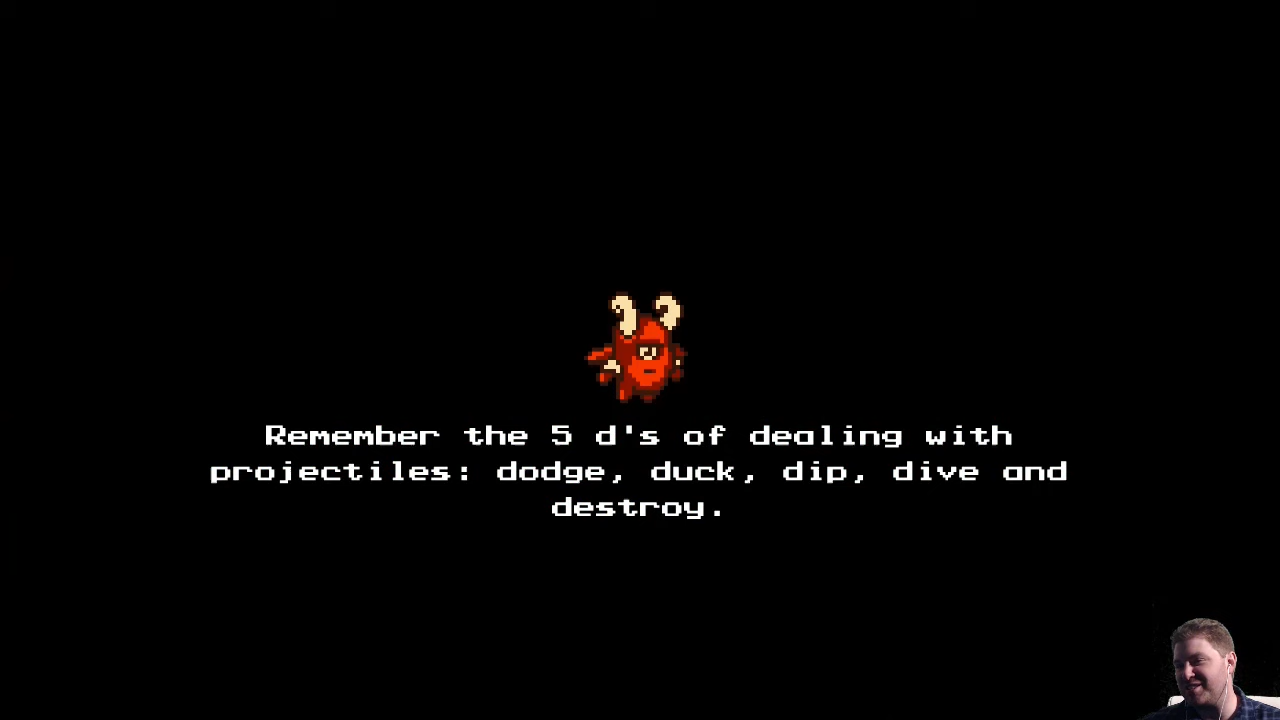 Remember the 5 d's of dealing with
projectiles: dodge, duck, dip, dive and
destroy.